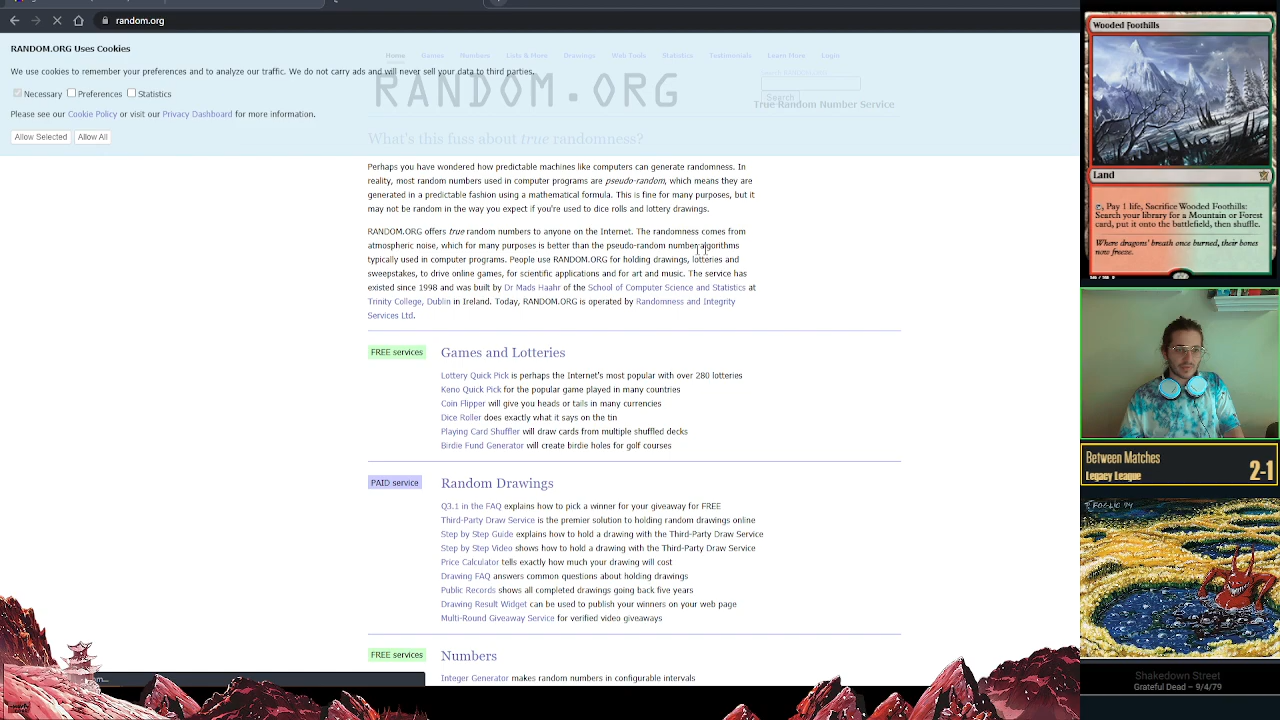 random.org
RANDOM.ORG Uses Cookies
We use cookies to remember your preferences and to analyze our traffic. We do not carry ads and will never sell your data to third parties.
Necessary Preferences Statistics
Please see our Cookie Policy or visit our Privacy Dashboard for more information.
Allow Selected Allow All
Home Games Numbers Lists & More Drawings Web Tools Statistics Testimonials Learn More Login
RANDOM.ORG
Search
True Random Number Service
What's this fuss about true randomness?
Perhaps you have wondered how predictable machines like computers can generate randomness. In
reality, most random numbers used in computer programs are pseudo-random, which means they are
generated in a predictable fashion using a mathematical formula. This is fine for many purposes, but it
may not be random in the way you expect if you're used to dice rolls and lottery drawings.
RANDOM.ORG offers true random numbers to anyone on the Internet. The randomness comes from
atmospheric noise, which for many purposes is better than the pseudo-random number algorithms
typically used in computer programs. People use RANDOM.ORG for holding drawings, lotteries and
sweepstakes, to drive online games, for scientific applications and for art and music. The service has
existed since 1998 and was built by Dr Mads Haahr of the School of Computer Science and Statistics at
Trinity College, Dublin in Ireland. Today, RANDOM.ORG is operated by Randomness and Integrity
Services Ltd.
FREE services
Games and Lotteries
Lottery Quick Pick is perhaps the Internet's most popular with over 280 lotteries
Keno Quick Pick for the popular game played in many countries
Coin Flipper will give you heads or tails in many currencies
Dice Roller does exactly what it says on the tin
Playing Card Shuffler will draw cards from multiple shuffled decks
Birdie Fund Generator will create birdie holes for golf courses
PAID service
Random Drawings
Q3.1 in the FAQ explains how to pick a winner for your giveaway for FREE
Third-Party Draw Service is the premier solution to holding random drawings online
Step by Step Guide explains how to hold a drawing with the Third-Party Draw Service
Step by Step Video shows how to hold a drawing with the Third-Party Draw Service
Price Calculator tells exactly how much your drawing will cost
Drawing FAQ answers common questions about holding drawings
Public Records shows all completed drawings going back five years
Drawing Result Widget can be used to publish your winners on your web page
Multi-Round Giveaway Service for verified video giveaways
FREE services
Numbers
Integer Generator makes random numbers in configurable intervals
Wooded Foothills
Land
, Pay 1 life, Sacrifice Wooded Foothills:
Search your library for a Mountain or Forest
card, put it onto the battlefield, then shuffle.
Where dragons' breath once burned, their bones
now freeze.
Between Matches
Legacy League
2-1
FOGLIO 94
Shakedown Street
Grateful Dead – 9/4/79